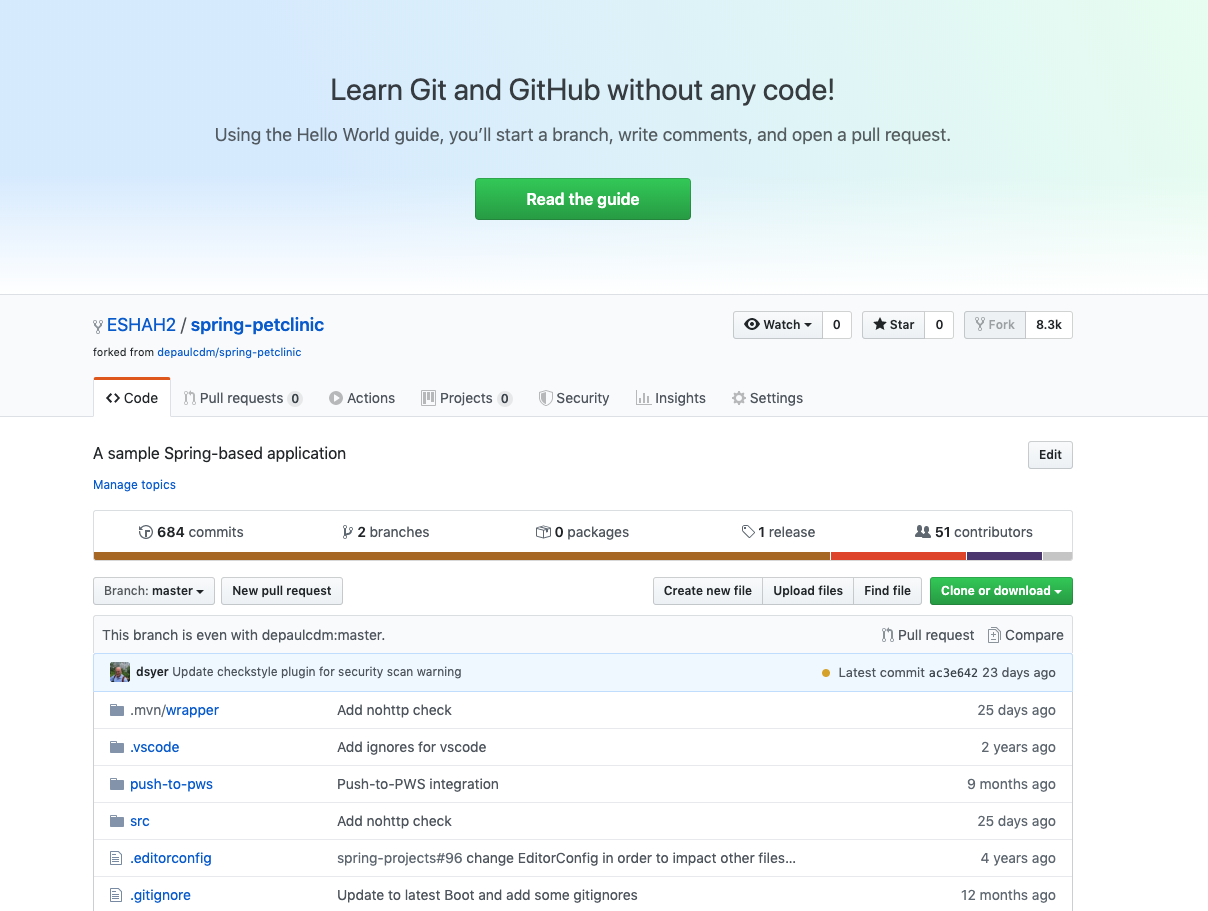 Learn Git and GitHub without any code!
Using the Hello World guide, you’ll start a branch, write comments, and open a pull request.
Read the guide
ESHAH2 / spring-petclinic
Watch 0 Star 0 Fork 8.3k
forked from depaulcdm/spring-petclinic
Code Pull requests 0 Actions Projects 0 Security Insights Settings
A sample Spring-based application Edit
Manage topics
684 commits 2 branches 0 packages 1 release 51 contributors
Branch: master New pull request Create new file Upload files Find file Clone or download
This branch is even with depaulcdm:master. Pull request Compare
dsyer Update checkstyle plugin for security scan warning Latest commit ac3e642 23 days ago
.mvn/wrapper Add nohttp check 25 days ago
.vscode Add ignores for vscode 2 years ago
push-to-pws Push-to-PWS integration 9 months ago
src Add nohttp check 25 days ago
.editorconfig spring-projects#96 change EditorConfig in order to impact other files... 4 years ago
.gitignore Update to latest Boot and add some gitignores 12 months ago